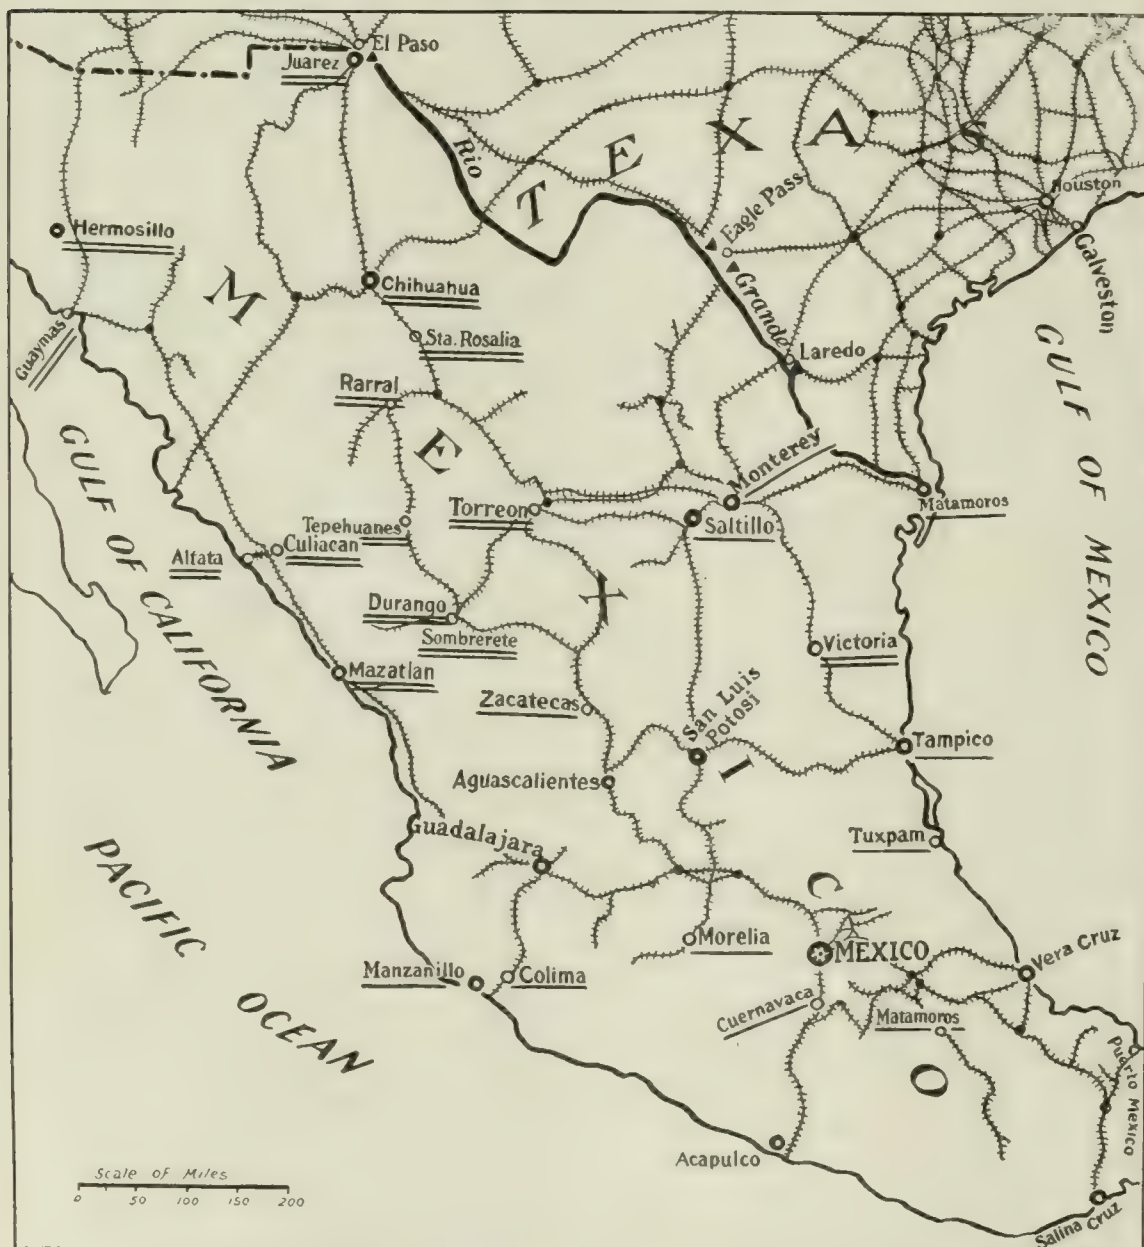 El Paso
Juarez
Rio
Grande
TEXAS
Eagle Pass
Houston
Galveston
Hermosillo
Chihuahua
Guaymas
Sta. Rosalia
Laredo
Rarral
GULF OF MEXICO
GULF OF CALIFORNIA
MEXICO
Monterey
Torreon
Saltillo
Matamoros
Tepehuanes
Culiacan
Altata
Durango
Sombrerete
Victoria
Mazatlan
Zacatecas
San Luis
Potosi
Tampico
Aguascalientes
Guadalajara
Tuxpam
PACIFIC
OCEAN
Morelia
MEXICO
Vera Cruz
Manzanillo
Colima
Cuernavaca
Matamoros
Puerto Mexico
Acapulco
Salina Cruz
Scale of Miles
0 50 100 150 200